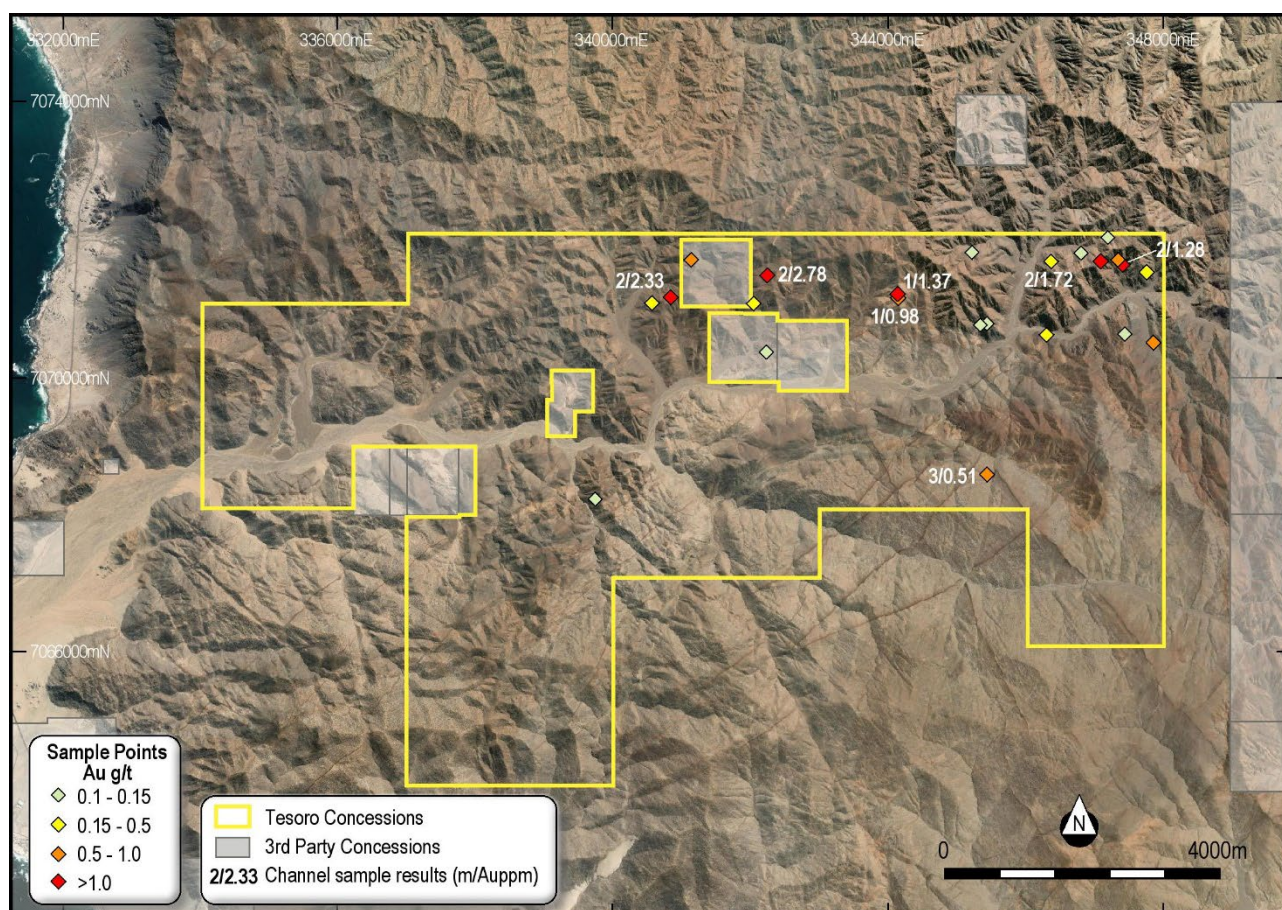 332000mE
336000mE
340000mE
344000mE
348000mE
7074000mN
7070000mN
7066000mN
2/2.33
2/2.78
1/1.37
1/0.98
2/1.72
2/1.28
3/0.51
Sample Points
Au g/t
0.1 - 0.15
0.15 - 0.5
0.5 - 1.0
>1.0
Tesoro Concessions
3rd Party Concessions
2/2.33 Channel sample results (m/Auppm)
N
0 4000m